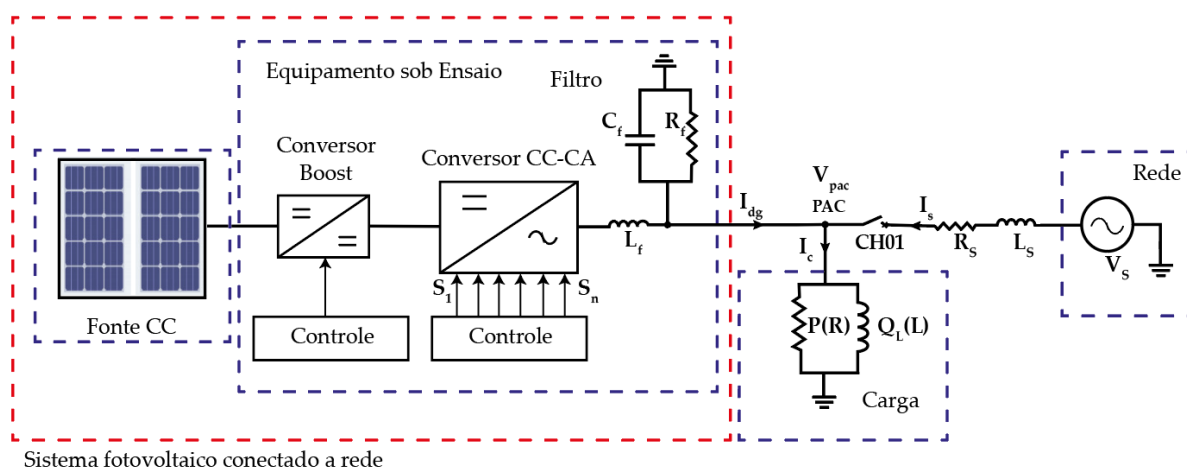 Equipamento sob Ensaio
Filtro
C_f
R_f
Rede
Conversor
Boost
Conversor CC-CA
V_pac
PAC
I_dg
I_s
L_f
CH01
R_S
L_S
V_S
I_c
S_1
S_n
Fonte CC
Controle
Controle
P(R)
Q_L(L)
Carga
Sistema fotovoltaico conectado a rede